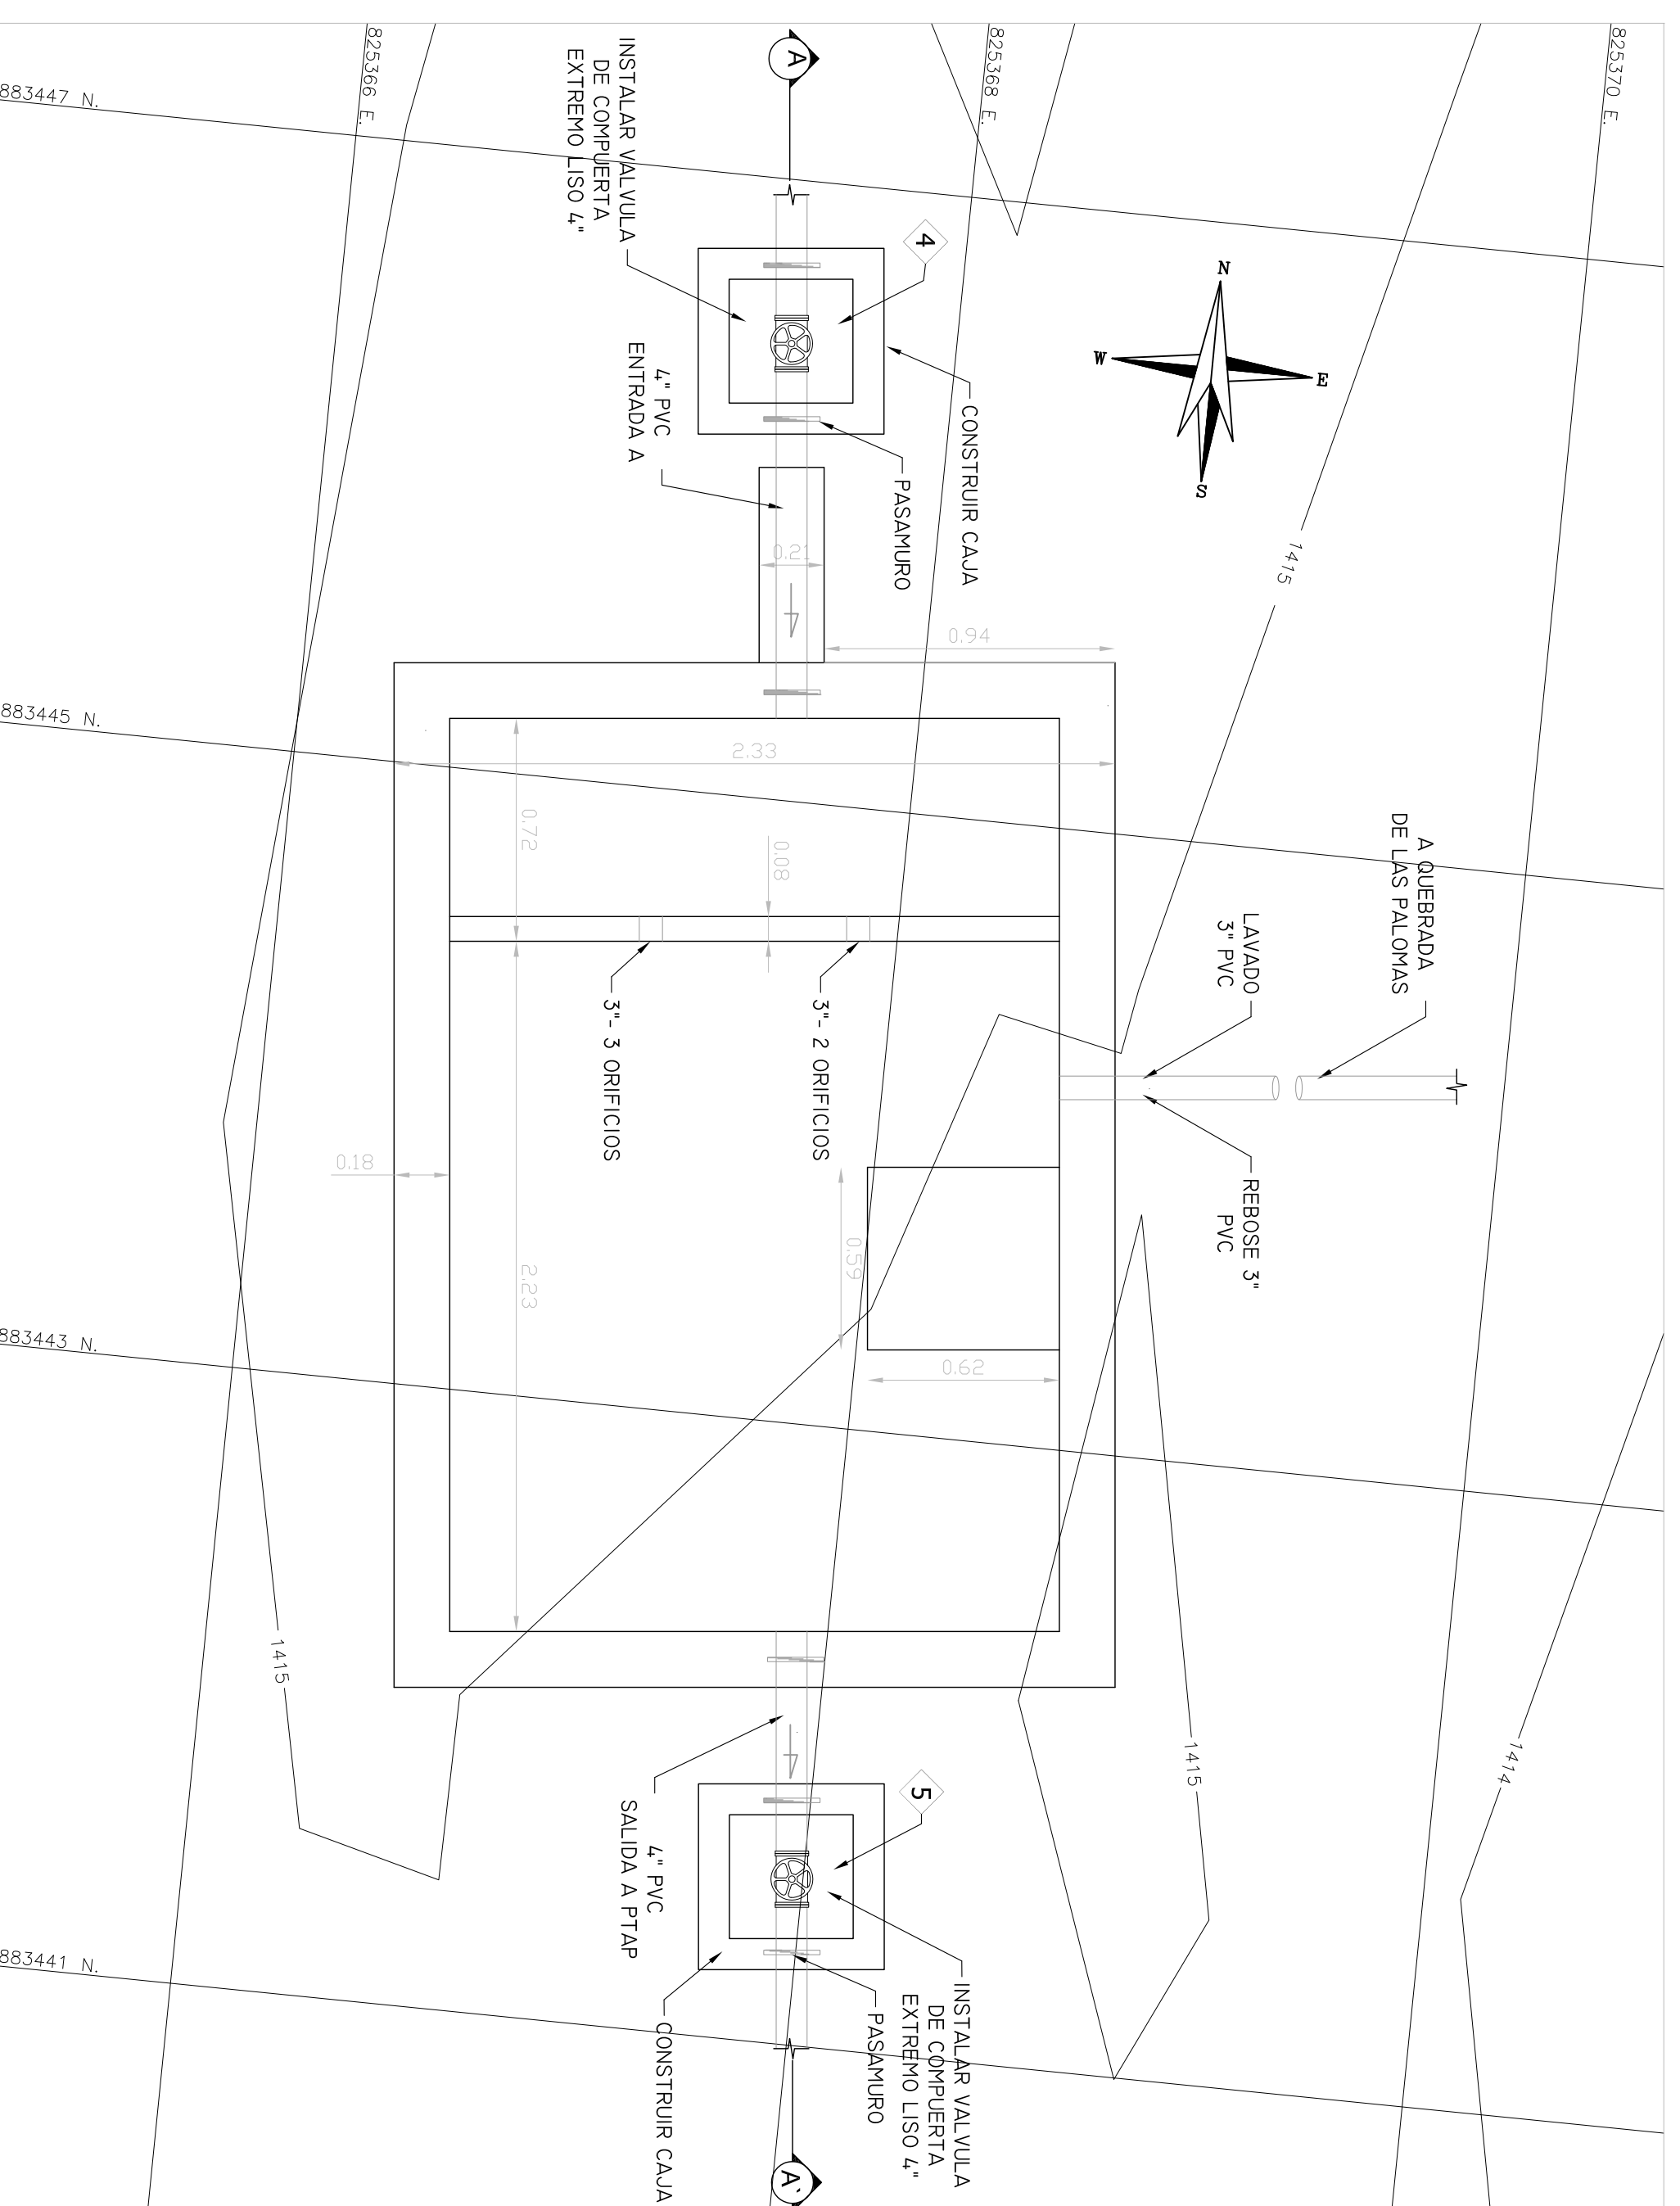 825366 E.
825368 E.
825370 E.
883447 N.
883445 N.
883443 N.
883441 N.
A
INSTALAR VALVULA
DE COMPUERTA
EXTREMO LISO 4"
4
CONSTRUIR CAJA
PASAMURO
4" PVC
ENTRADA A
N
W
E
S
1415
0.21
0.94
2.33
0.72
0.08
A QUEBRADA
DE LAS PALOMAS
LAVADO
3" PVC
REBOSE 3"
PVC
3"- 2 ORIFICIOS
3"- 3 ORIFICIOS
0.18
0.59
0.62
2.23
1415
1415
1414
4" PVC
SALIDA A PTAP
5
INSTALAR VALVULA
DE COMPUERTA
EXTREMO LISO 4"
PASAMURO
CONSTRUIR CAJA
A'